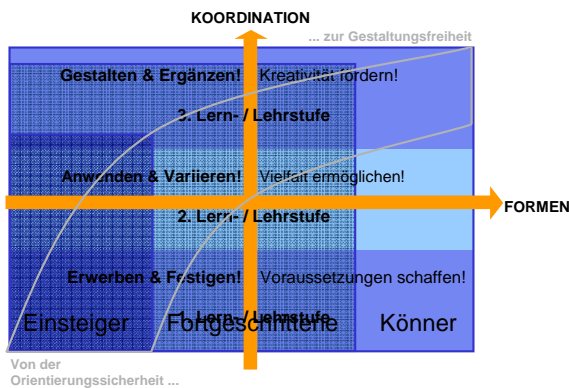 KOORDINATION
... zur Gestaltungsfreiheit
Gestalten & Ergänzen! Kreativität fördern!
3. Lern- / Lehrstufe
Anwenden & Variieren! Vielfalt ermöglichen!
2. Lern- / Lehrstufe
FORMEN
Erwerben & Festigen! Voraussetzungen schaffen!
1. Lern- / Lehrstufe
Einsteiger Fortgeschrittene Könner
Von der
Orientierungssicherheit ...